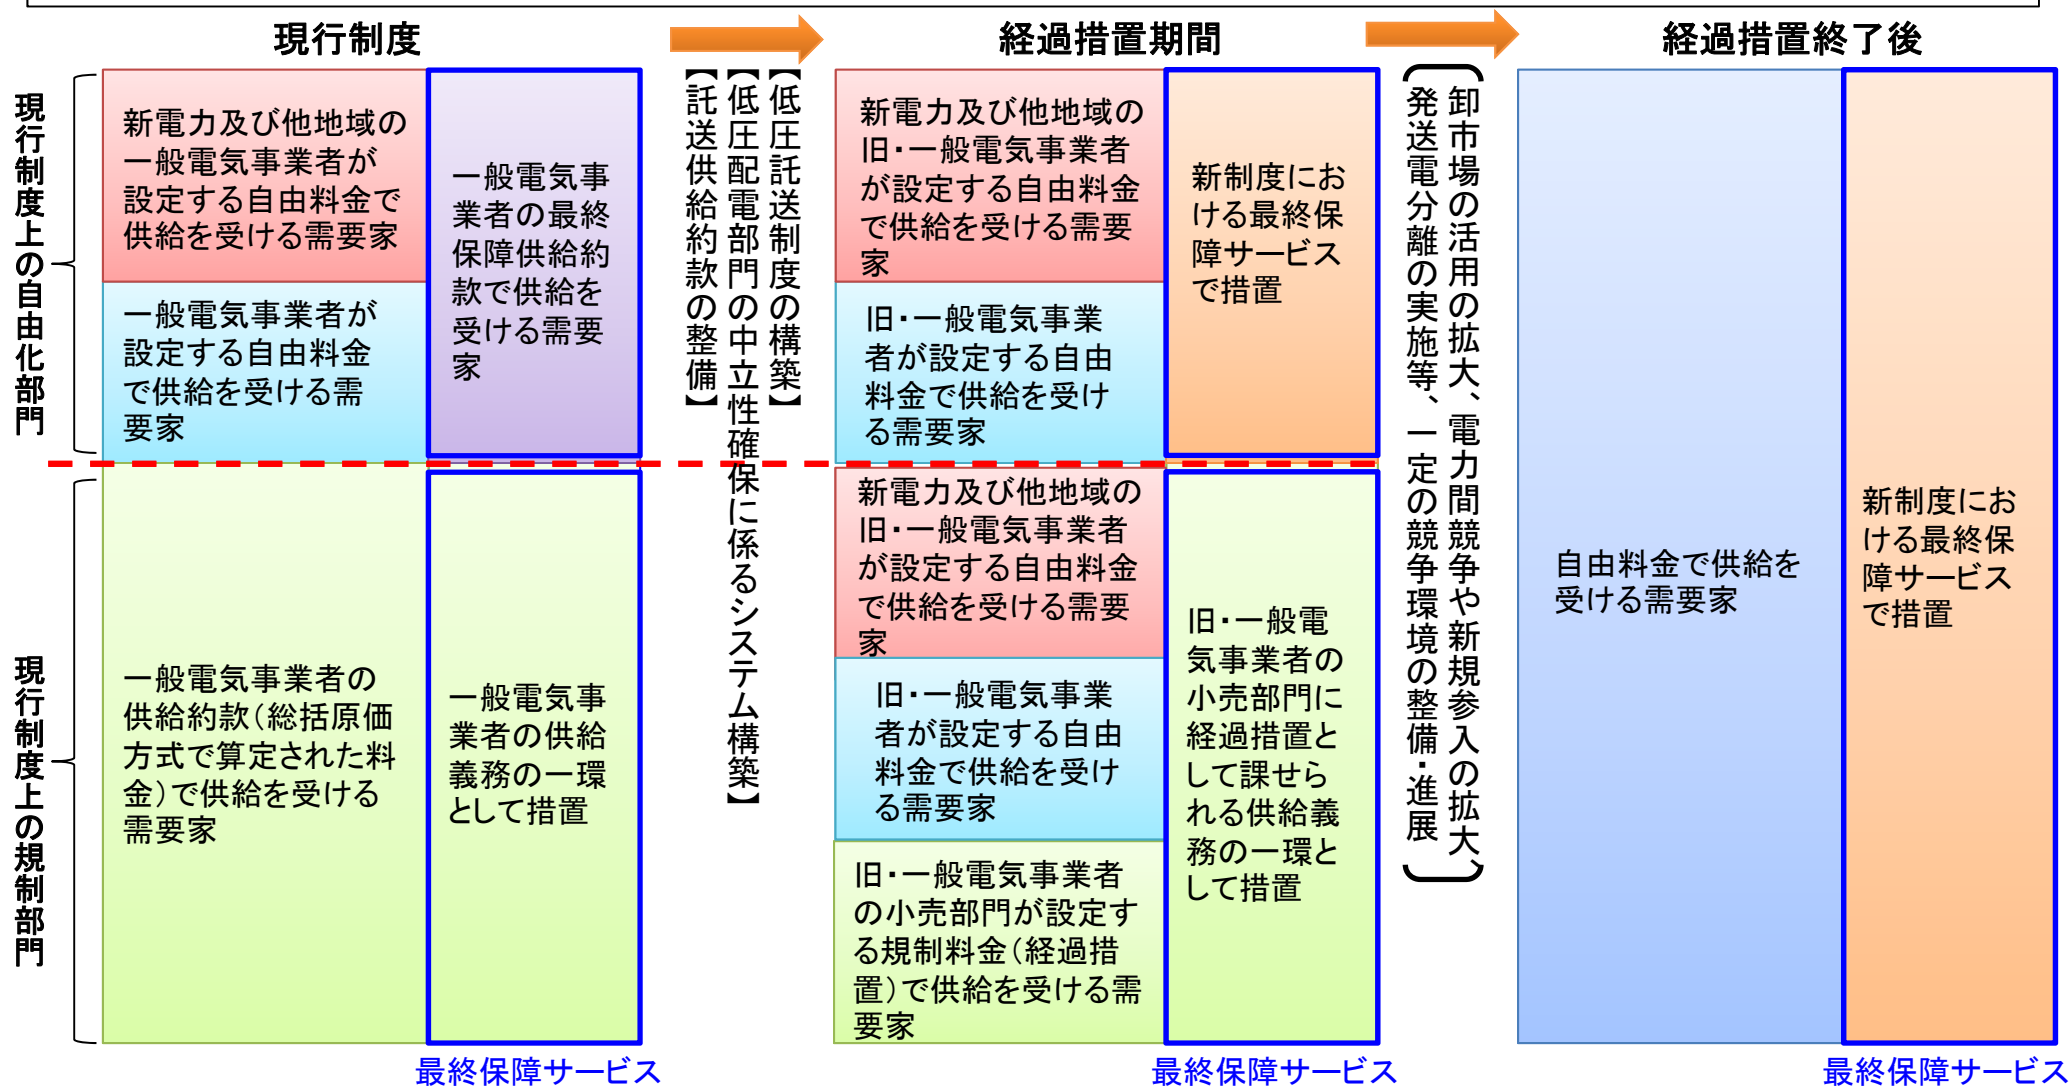 現行制度
経過措置期間
経過措置終了後
現行制度上の自由化部門
新電力及び他地域の
一般電気事業者が
設定する自由料金で
供給を受ける需要家
一般電気事業者が
設定する自由料金
で供給を受ける需
要家
一般電気事
業者の最終
保障供給約
款で供給を
受ける需要
家
現行制度上の規制部門
一般電気事業者の
供給約款(総括原価
方式で算定された料
金)で供給を受ける
需要家
一般電気事
業者の供給
義務の一環
として措置
最終保障サービス
【低圧託送制度の構築】
【低圧配電部門の中立性確保に係るシステム構築】
【託送供給約款の整備】
新電力及び他地域の
旧・一般電気事業者
が設定する自由料金
で供給を受ける需要
家
旧・一般電気事業
者が設定する自由
料金で供給を受け
る需要家
新制度にお
ける最終保
障サービス
で措置
新電力及び他地域の
旧・一般電気事業者
が設定する自由料金
で供給を受ける需要
家
旧・一般電気事業
者が設定する自由
料金で供給を受け
る需要家
旧・一般電気事業者
の小売部門が設定す
る規制料金(経過措
置)で供給を受ける需
要家
旧・一般電
気事業者の
小売部門に
経過措置と
して課せら
れる供給義
務の一環と
して措置
最終保障サービス
卸市場の活用の拡大、電力間競争や新規参入の拡大、
発送電分離の実施等、一定の競争環境の整備・進展
自由料金で供給を
受ける需要家
新制度にお
ける最終保
障サービス
で措置
最終保障サービス